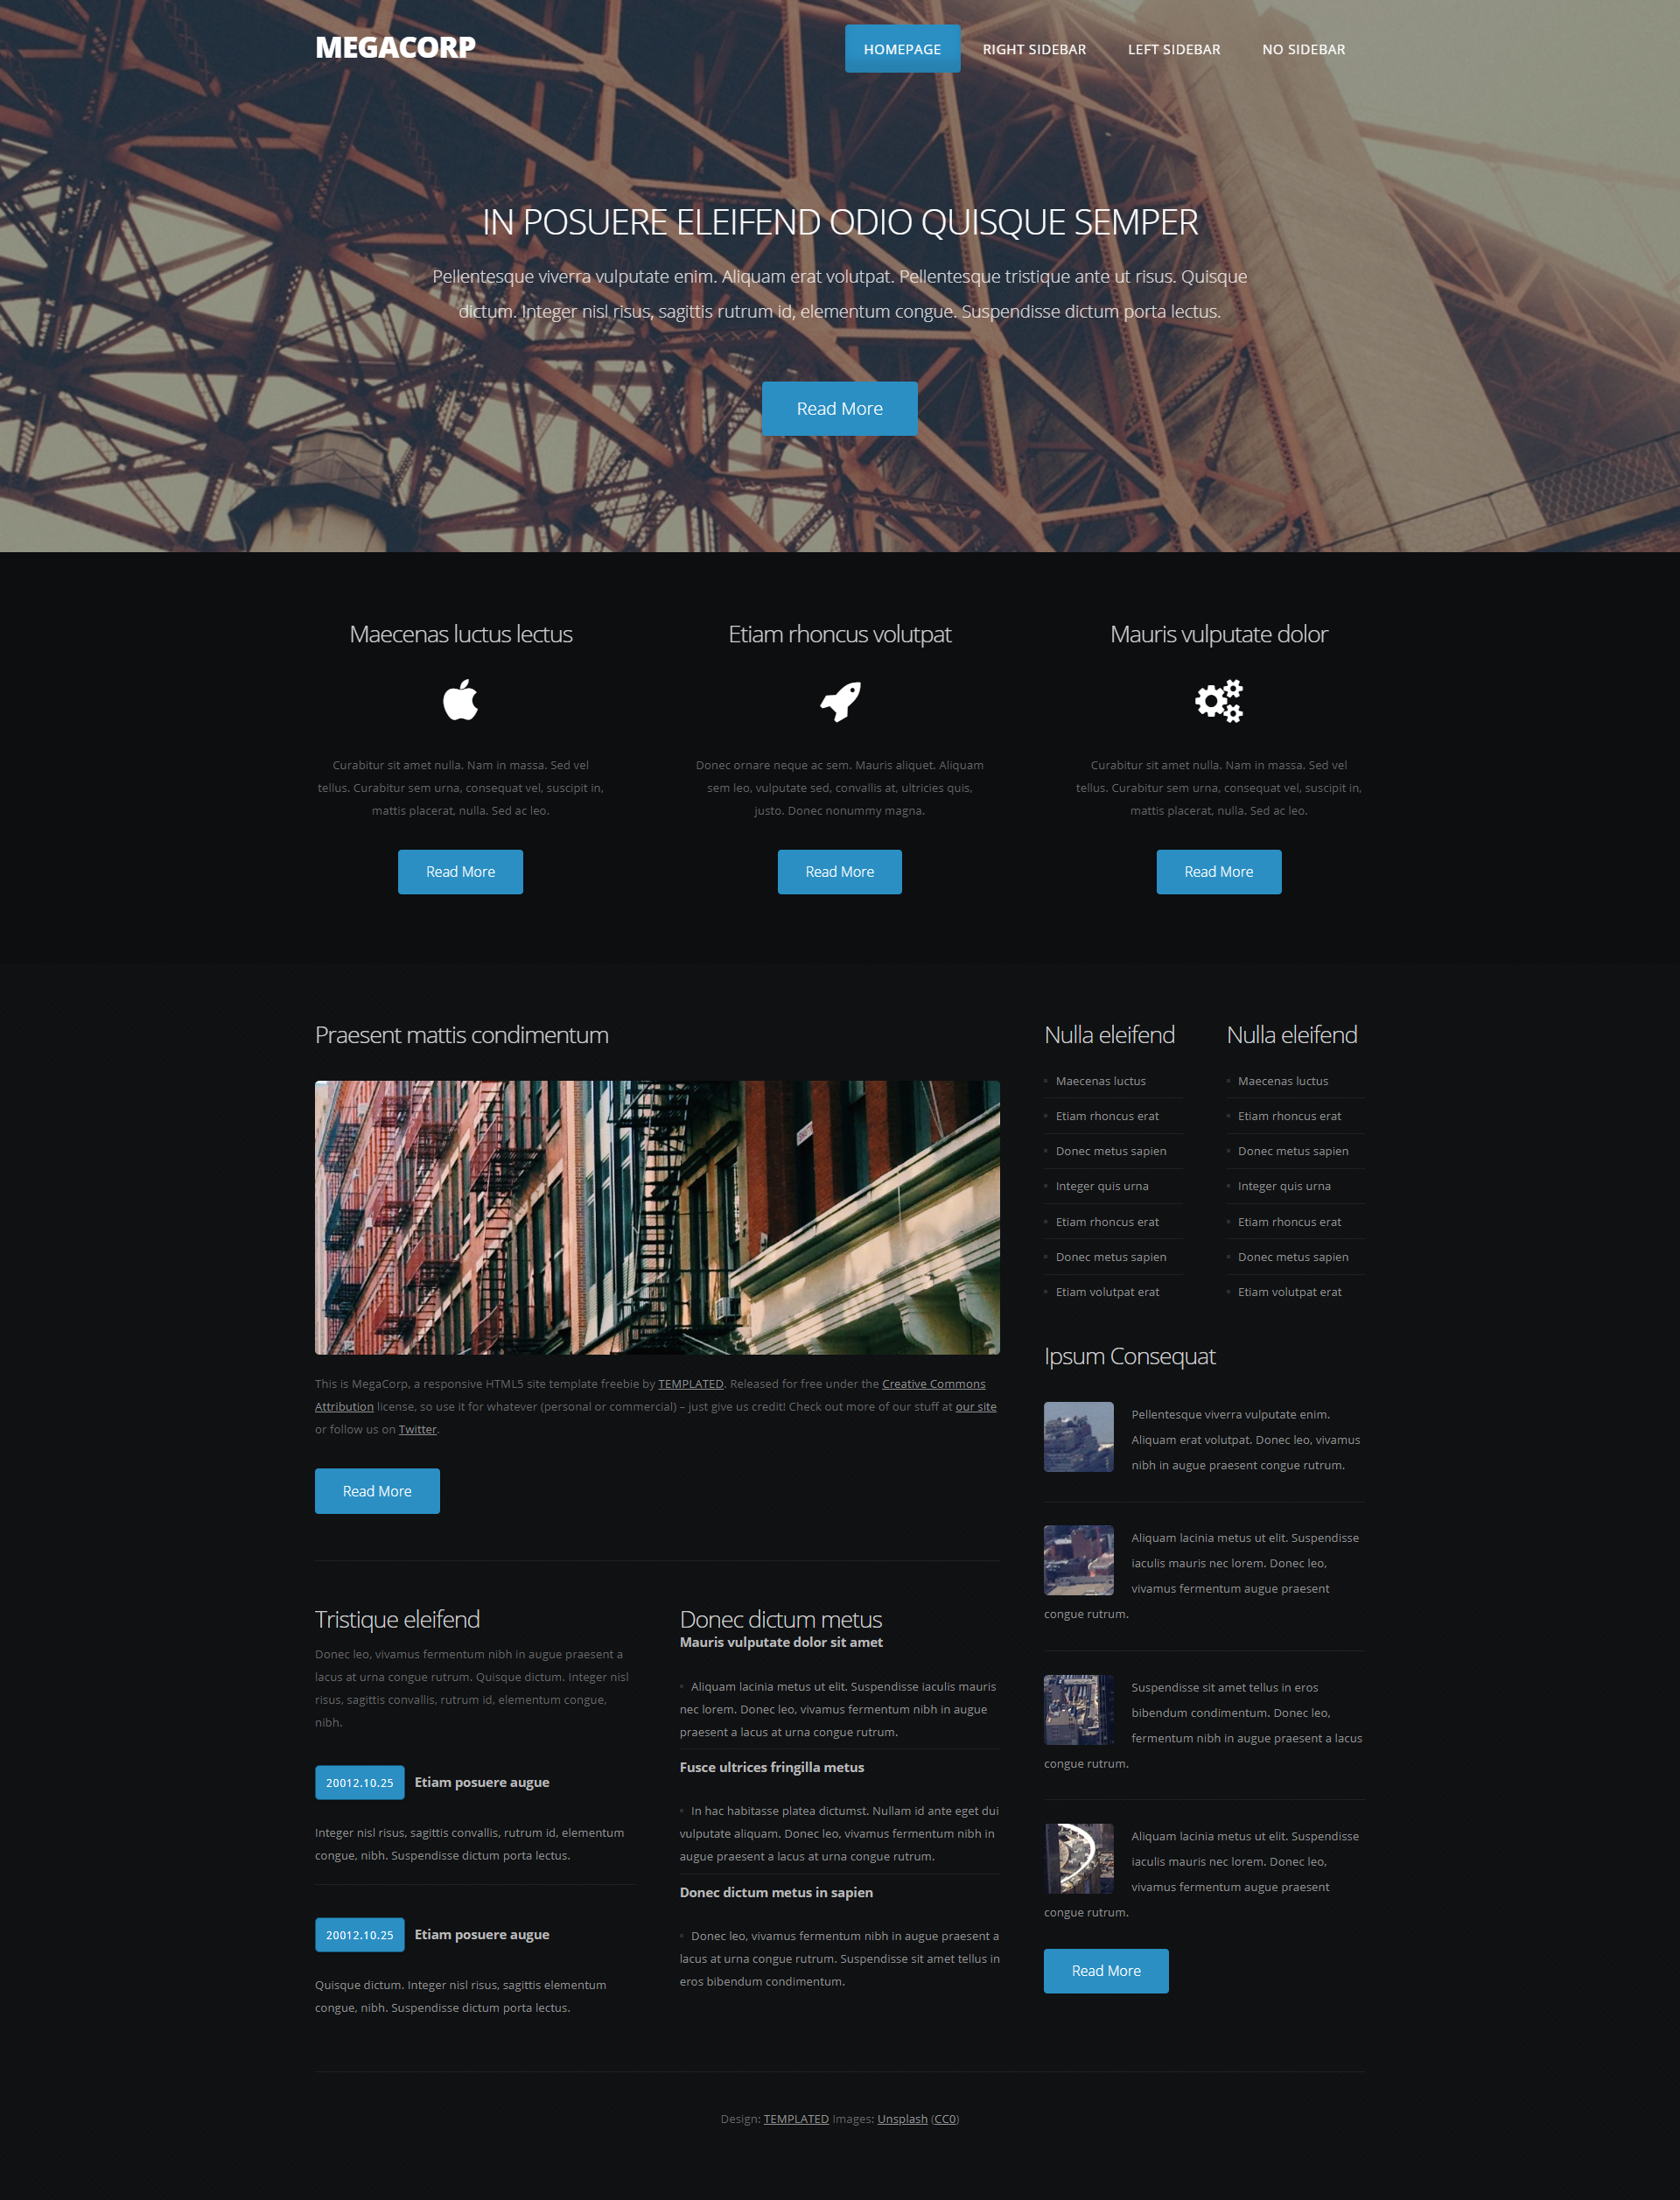 MEGACORP
HOMEPAGE
RIGHT SIDEBAR
LEFT SIDEBAR
NO SIDEBAR
IN POSUERE ELEIFEND ODIO QUISQUE SEMPER
Pellentesque viverra vulputate enim. Aliquam erat volutpat. Pellentesque tristique ante ut risus. Quisque
dictum. Integer nisl risus, sagittis rutrum id, elementum congue. Suspendisse dictum porta lectus.
Read More
Maecenas luctus lectus
Curabitur sit amet nulla. Nam in massa. Sed vel
tellus. Curabitur sem urna, consequat vel, suscipit in,
mattis placerat, nulla. Sed ac leo.
Read More
Etiam rhoncus volutpat
Donec ornare neque ac sem. Mauris aliquet. Aliquam
sem leo, vulputate sed, convallis at, ultricies quis,
justo. Donec nonummy magna.
Read More
Mauris vulputate dolor
Curabitur sit amet nulla. Nam in massa. Sed vel
tellus. Curabitur sem urna, consequat vel, suscipit in,
mattis placerat, nulla. Sed ac leo.
Read More
Praesent mattis condimentum
This is MegaCorp, a responsive HTML5 site template freebie by TEMPLATED. Released for free under the Creative Commons
Attribution license, so use it for whatever (personal or commercial) – just give us credit! Check out more of our stuff at our site
or follow us on Twitter.
Read More
Tristique eleifend
Donec leo, vivamus fermentum nibh in augue praesent a
lacus at urna congue rutrum. Quisque dictum. Integer nisl
risus, sagittis convallis, rutrum id, elementum congue,
nibh.
20012.10.25 Etiam posuere augue
Integer nisl risus, sagittis convallis, rutrum id, elementum
congue, nibh. Suspendisse dictum porta lectus.
20012.10.25 Etiam posuere augue
Quisque dictum. Integer nisl risus, sagittis elementum
congue, nibh. Suspendisse dictum porta lectus.
Donec dictum metus
Mauris vulputate dolor sit amet
Aliquam lacinia metus ut elit. Suspendisse iaculis mauris
nec lorem. Donec leo, vivamus fermentum nibh in augue
praesent a lacus at urna congue rutrum.
Fusce ultrices fringilla metus
In hac habitasse platea dictumst. Nullam id ante eget dui
vulputate aliquam. Donec leo, vivamus fermentum nibh in
augue praesent a lacus at urna congue rutrum.
Donec dictum metus in sapien
Donec leo, vivamus fermentum nibh in augue praesent a
lacus at urna congue rutrum. Suspendisse sit amet tellus in
eros bibendum condimentum.
Nulla eleifend
Maecenas luctus
Etiam rhoncus erat
Donec metus sapien
Integer quis urna
Etiam rhoncus erat
Donec metus sapien
Etiam volutpat erat
Nulla eleifend
Maecenas luctus
Etiam rhoncus erat
Donec metus sapien
Integer quis urna
Etiam rhoncus erat
Donec metus sapien
Etiam volutpat erat
Ipsum Consequat
Pellentesque viverra vulputate enim.
Aliquam erat volutpat. Donec leo, vivamus
nibh in augue praesent congue rutrum.
Aliquam lacinia metus ut elit. Suspendisse
iaculis mauris nec lorem. Donec leo,
vivamus fermentum augue praesent
congue rutrum.
Suspendisse sit amet tellus in eros
bibendum condimentum. Donec leo,
fermentum nibh in augue praesent a lacus
congue rutrum.
Aliquam lacinia metus ut elit. Suspendisse
iaculis mauris nec lorem. Donec leo,
vivamus fermentum augue praesent
congue rutrum.
Read More
Design: TEMPLATED Images: Unsplash (CC0)